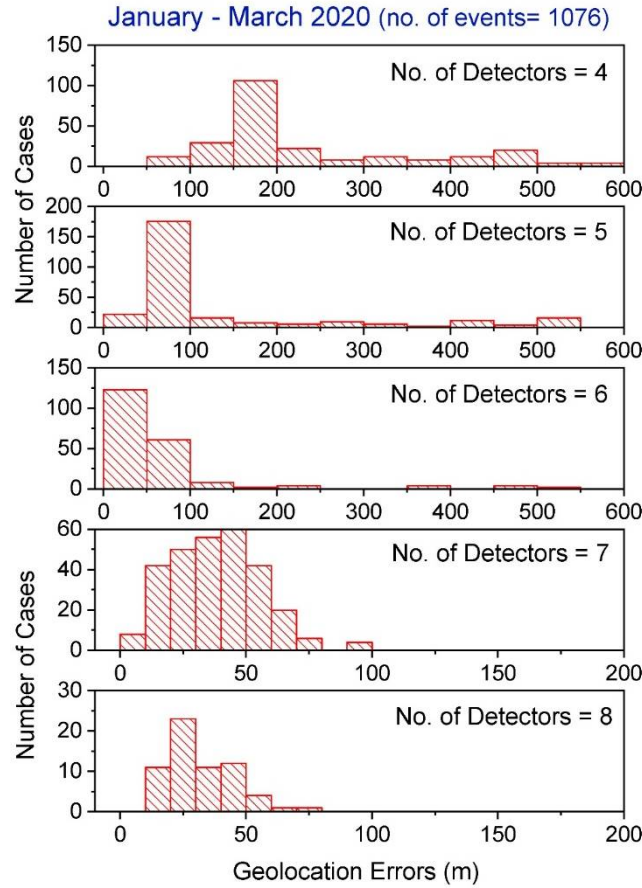 January - March 2020 (no. of events= 1076)
No. of Detectors = 4
150
100
50
0
0 100 200 300 400 500 600
No. of Detectors = 5
200
150
100
50
0
0 100 200 300 400 500 600
Number of Cases
No. of Detectors = 6
150
100
50
0
0 100 200 300 400 500 600
No. of Detectors = 7
60
40
20
0
0 50 100 150 200
Number of Cases
No. of Detectors = 8
30
20
10
0
0 50 100 150 200
Geolocation Errors (m)